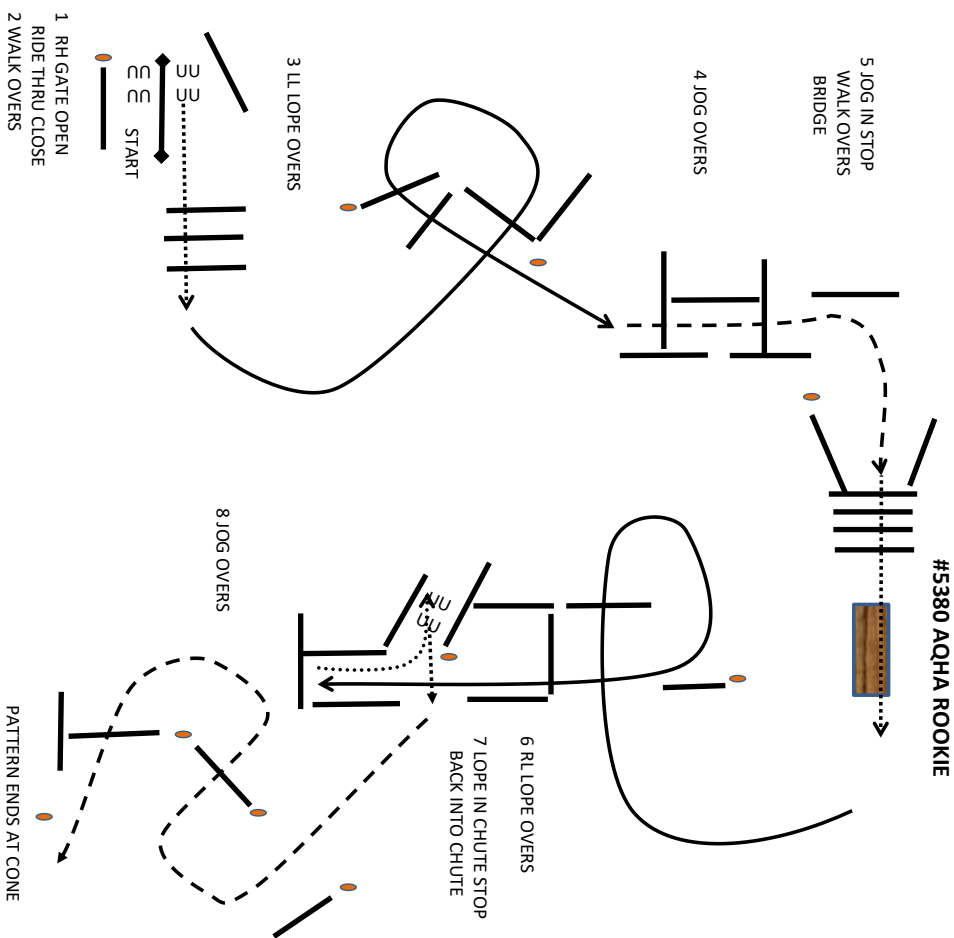 #5380 AQHA ROOKIE
1 RH GATE OPEN
RIDE THRU CLOSE
2 WALK OVERS
START
3 LL LOPE OVERS
4 JOG OVERS
5 JOG IN STOP
WALK OVERS
BRIDGE
6 RL LOPE OVERS
7 LOPE IN CHUTE STOP
BACK INTO CHUTE
8 JOG OVERS
PATTERN ENDS AT CONE